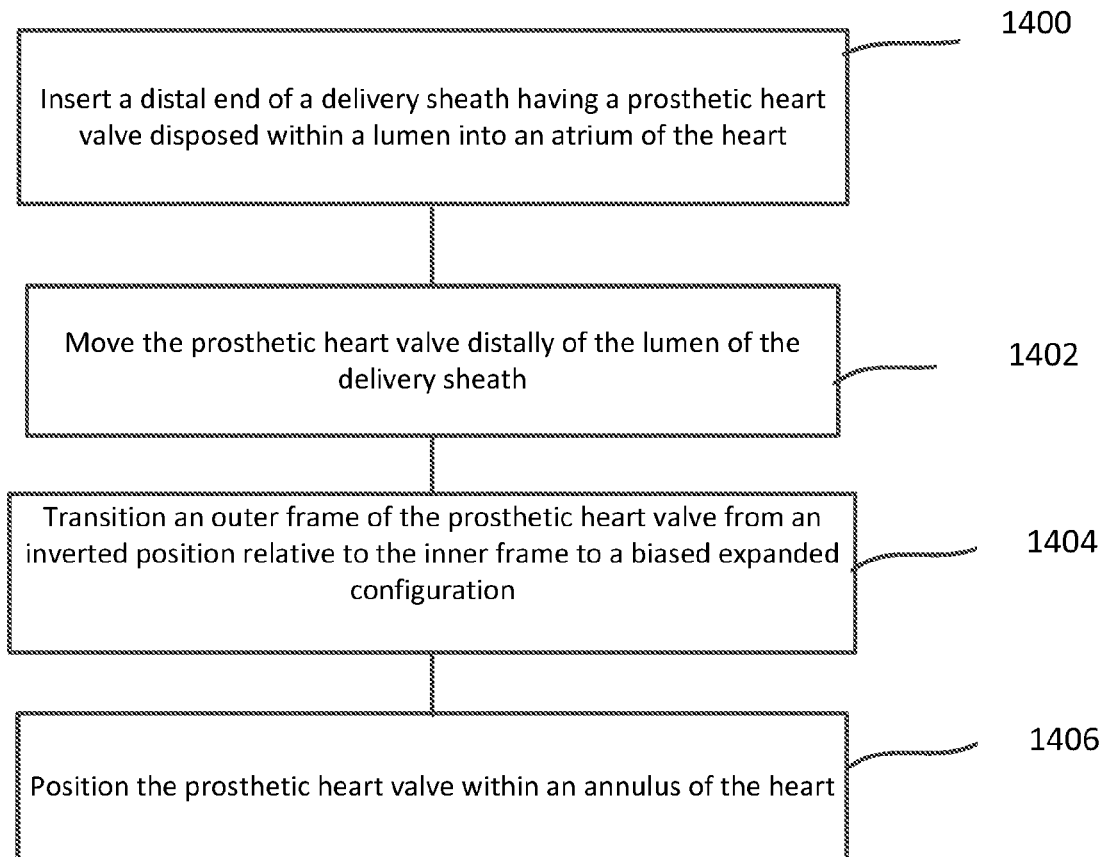 1400
Insert a distal end of a delivery sheath having a prosthetic heart
valve disposed within a lumen into an atrium of the heart
Move the prosthetic heart valve distally of the lumen of the
delivery sheath
1402
Transition an outer frame of the prosthetic heart valve from an
inverted position relative to the inner frame to a biased expanded
configuration
1404
Position the prosthetic heart valve within an annulus of the heart
1406